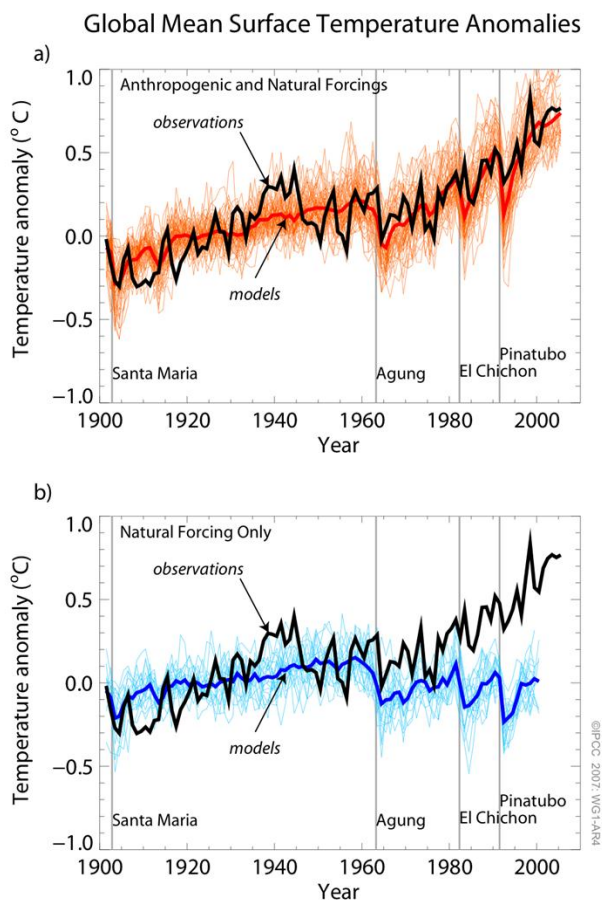 Global Mean Surface Temperature Anomalies
a)
Temperature anomaly (° C)
1.0
0.5
0.0
−0.5
−1.0
Anthropogenic and Natural Forcings
observations
models
Santa Maria
Agung
El Chichon
Pinatubo
1900 1920 1940 1960 1980 2000
Year
b)
Temperature anomaly (°C)
1.0
0.5
0.0
−0.5
−1.0
Natural Forcing Only
observations
models
Santa Maria
Agung
El Chichon
Pinatubo
1900 1920 1940 1960 1980 2000
Year
©IPCC 2007: WG1-AR4